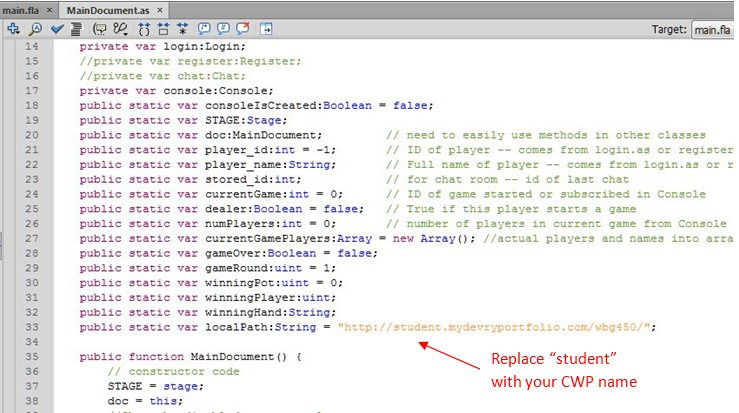 main.fla × MainDocument.as ×
Target: main.fla
14 private var login:Login;
15 //private var register:Register;
16 //private var chat:Chat;
17 private var console:Console;
18 public static var consoleIsCreated:Boolean = false;
19 public static var STAGE:Stage;
20 public static var doc:MainDocument; // need to easily use methods in other classes
21 public static var player_id:int = -1; // ID of player -- comes from login.as or register
22 public static var player_name:String; // Full name of player -- comes from login.as or r
23 public static var stored_id:int; // for chat room -- id of last chat
24 public static var currentGame:int = 0; // ID of game started or subscribed in Console
25 public static var dealer:Boolean = false; // True if this player starts a game
26 public static var numPlayers:int = 0; // number of players in current game from Console
27 public static var currentGamePlayers:Array = new Array(); //actual players and names into arra
28 public static var gameOver:Boolean = false;
29 public static var gameRound:uint = 1;
30 public static var winningPot:uint = 0;
31 public static var winningPlayer:uint;
32 public static var winningHand:String;
33 public static var localPath:String = "http://student.mydevryportfolio.com/wbg450/";
34
35 public function MainDocument() {
36 // constructor code
37 STAGE = stage;
38 doc = this;
Replace “student”
with your CWP name